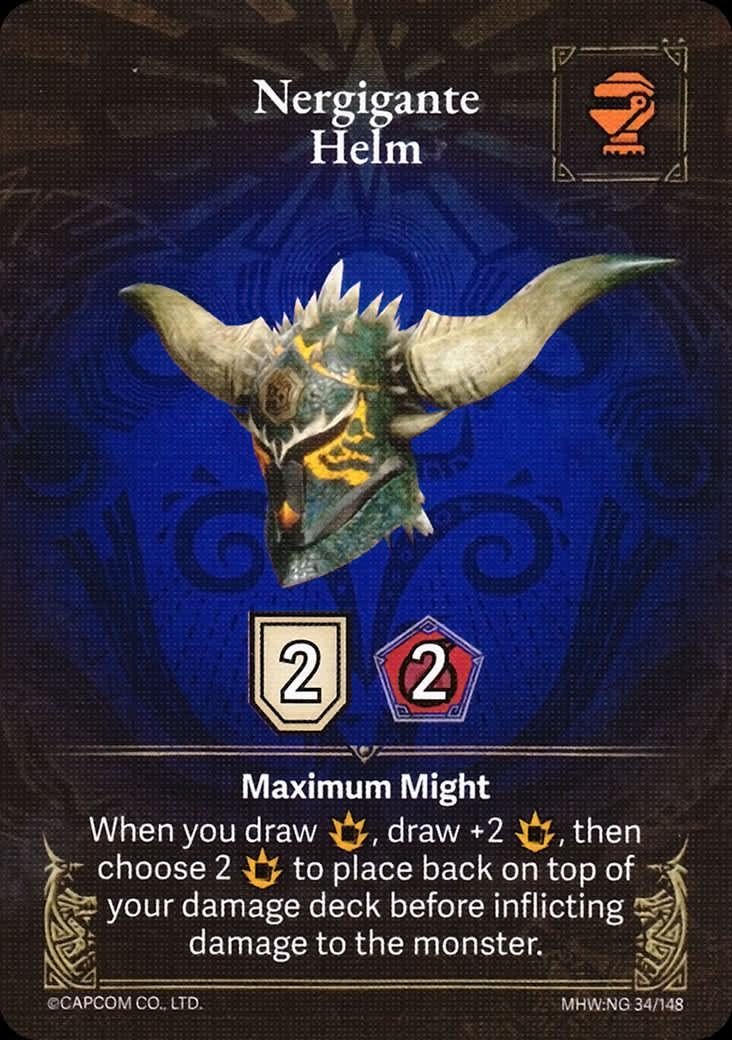 Nergigante
Helm
2 2
Maximum Might
When you draw , draw +2 , then
choose 2 to place back on top of
your damage deck before inflicting
damage to the monster.
©CAPCOM CO., LTD. MHW:NG 34/148